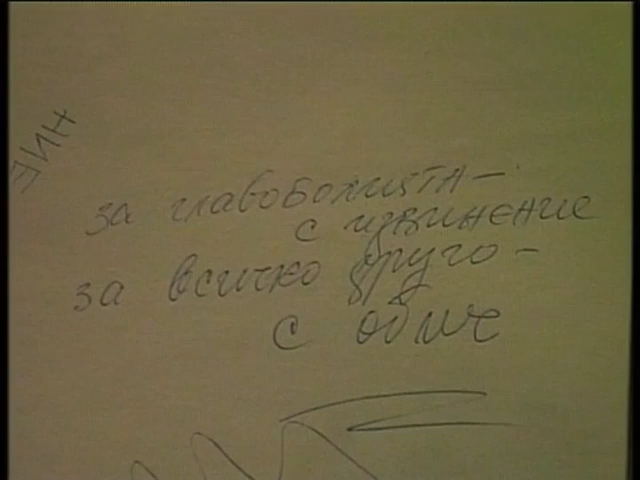 за главоболията –
с извинение
за всичко друго –
с обич